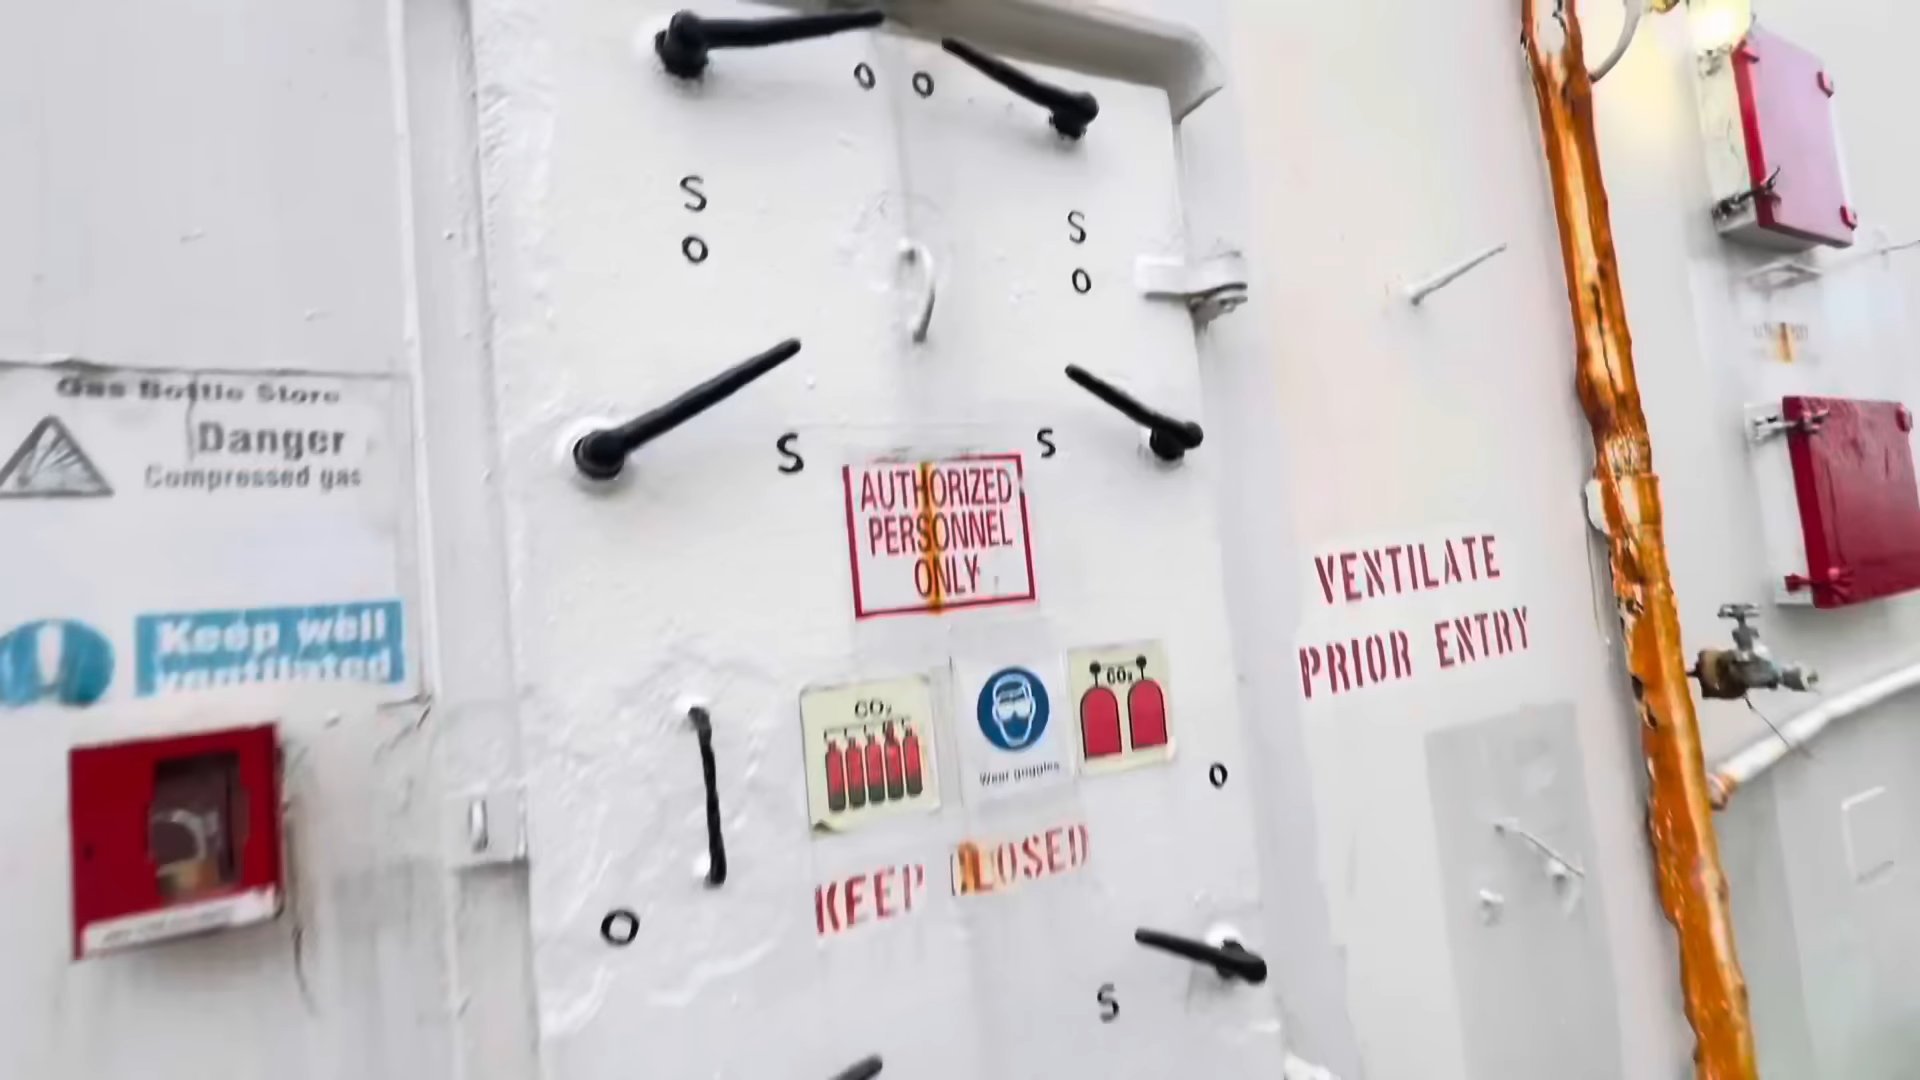 O O
S
O
S
O
Gas Bottle Store
Danger
Compressed gas
Keep well
ventilated
S
S
AUTHORIZED
PERSONNEL
ONLY
VENTILATE
PRIOR ENTRY
CO₂
Wear goggles
CO₂
O
KEEP CLOSED
O
S